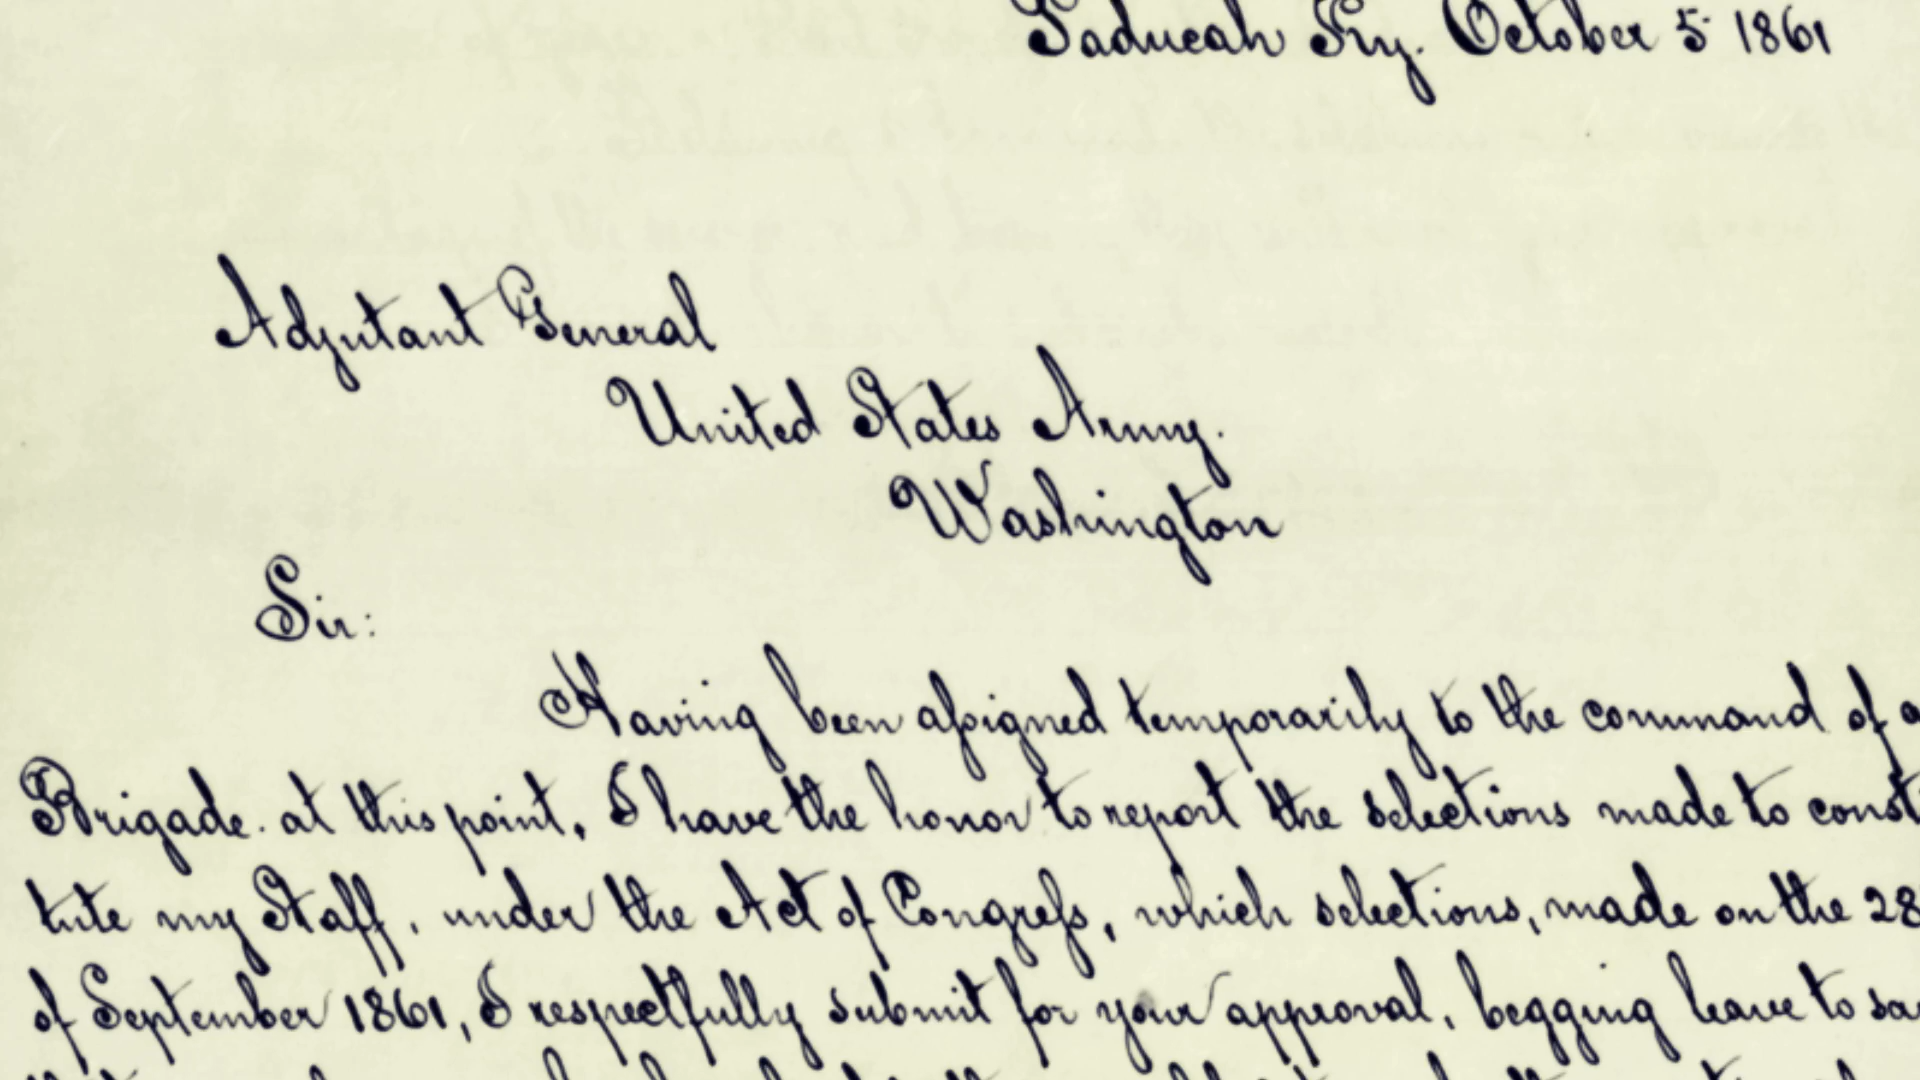 Paducah Ky. October 5 1861
Adjutant General
United States Army.
Washington
Sir:
Having been assigned temporarily to the command of a
Brigade. at this point, I have the honor to report the selections made to consti
tute my Staff, under the Act of Congress, which selections, made on the 28
of September 1861, I respectfully submit for your approval, begging leave to sa